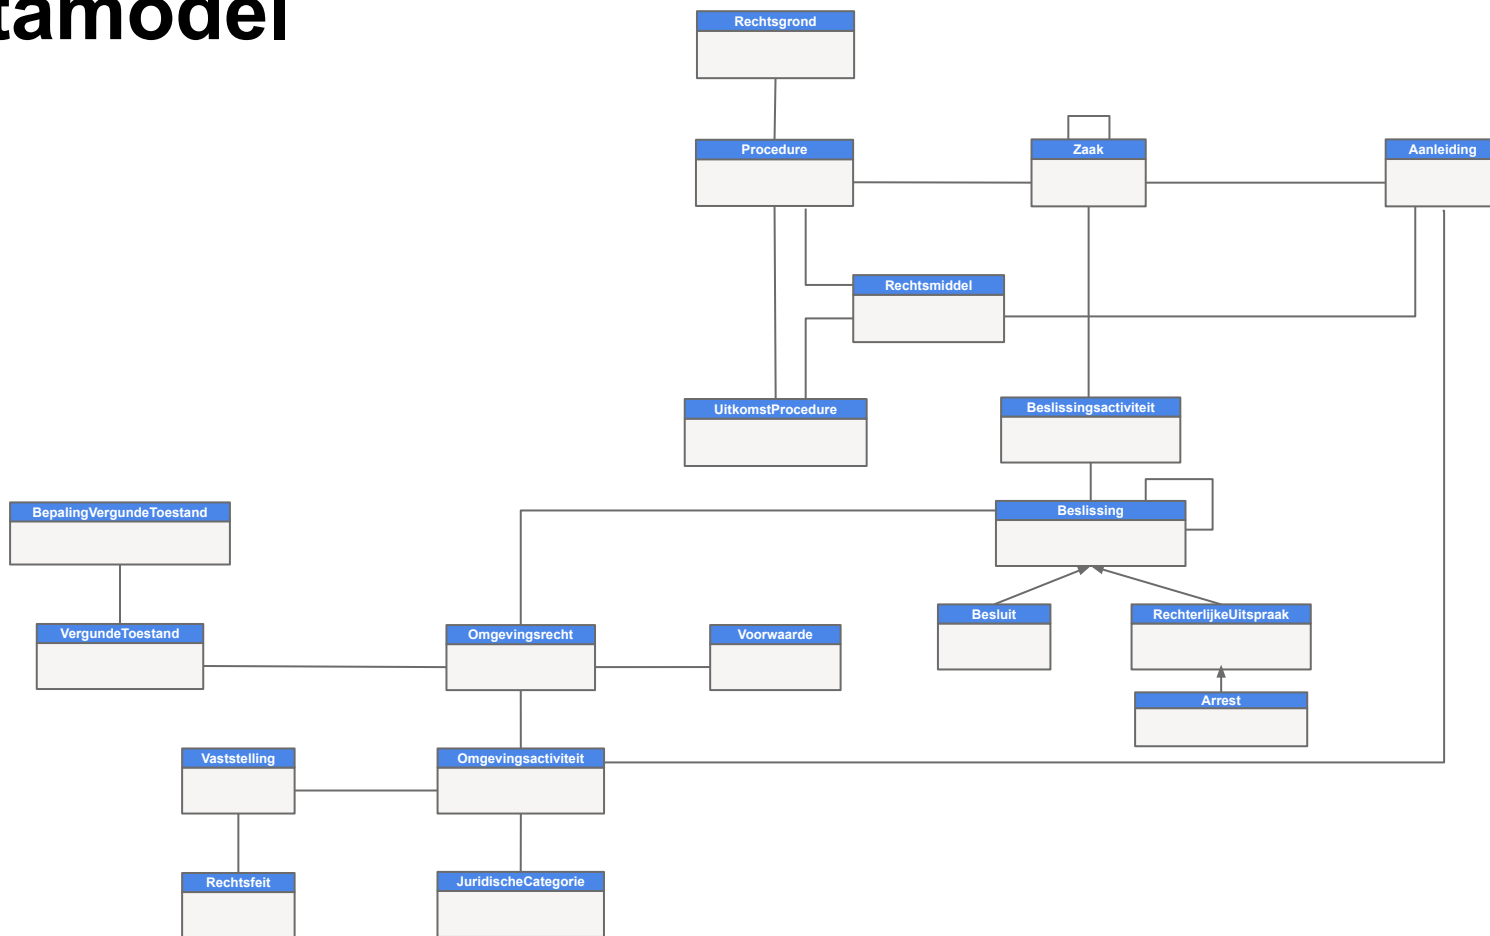 tamodel
Rechtsgrond
Procedure
Zaak
Aanleiding
Rechtsmiddel
UitkomstProcedure
Beslissingsactiviteit
BepalingVergundeToestand
Beslissing
Besluit
RechterlijkeUitspraak
VergundeToestand
Omgevingsrecht
Voorwaarde
Arrest
Vaststelling
Omgevingsactiviteit
Rechtsfeit
JuridischeCategorie